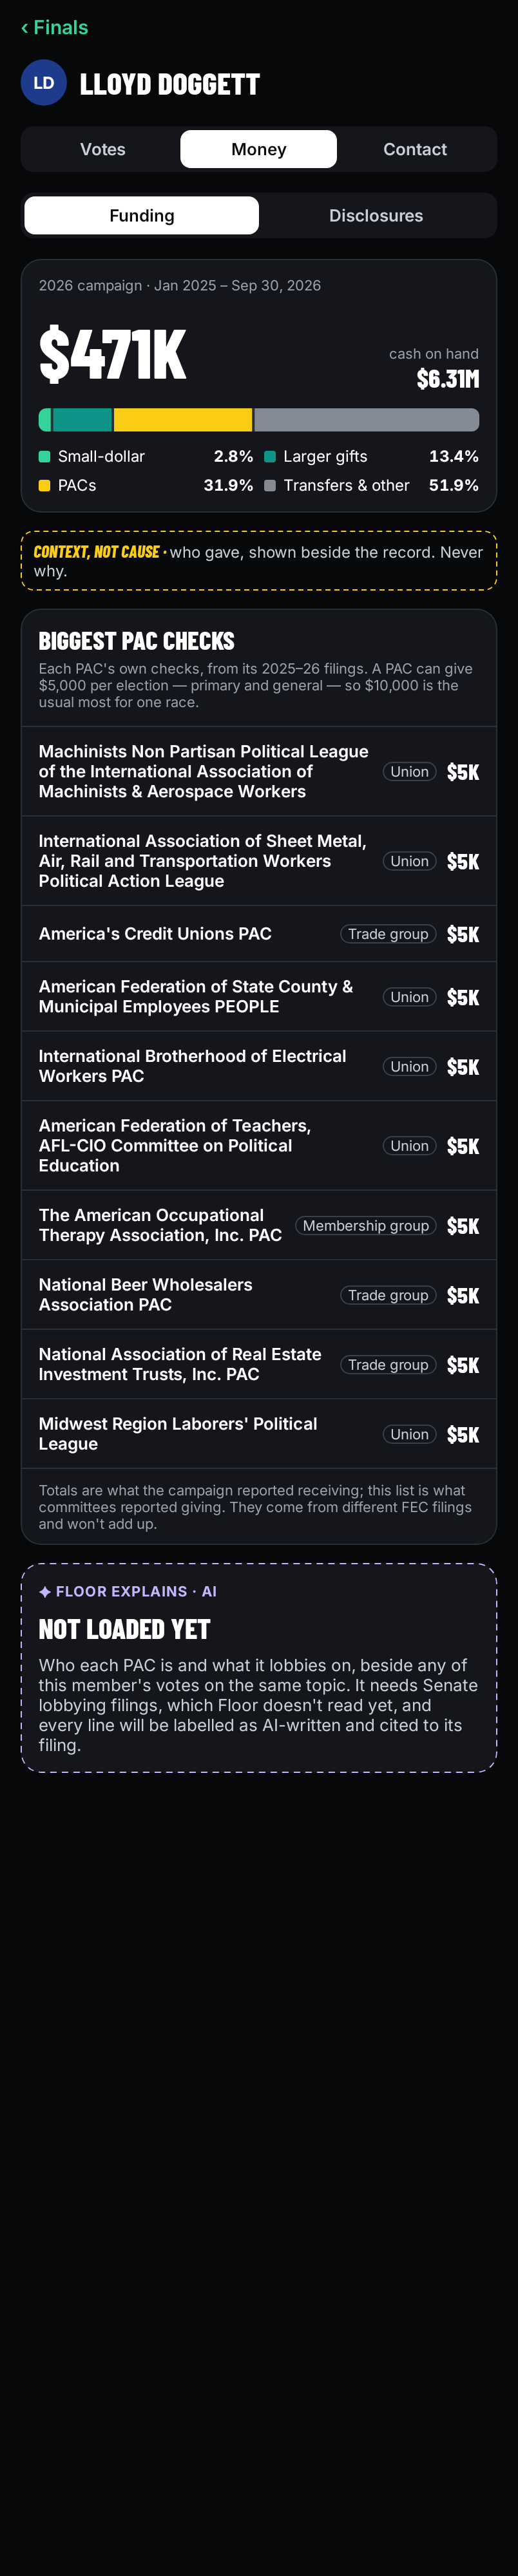 ‹ Finals
LD
LLOYD DOGGETT
Votes
Money
Contact
Funding
Disclosures
2026 campaign · Jan 2025 – Sep 30, 2026
$471K
cash on hand
$6.31M
Small-dollar 2.8%
Larger gifts 13.4%
PACs 31.9%
Transfers & other 51.9%
CONTEXT, NOT CAUSE · who gave, shown beside the record. Never
why.
BIGGEST PAC CHECKS
Each PAC's own checks, from its 2025–26 filings. A PAC can give
$5,000 per election — primary and general — so $10,000 is the
usual most for one race.
Machinists Non Partisan Political League
of the International Association of
Machinists & Aerospace Workers
Union
$5K
International Association of Sheet Metal,
Air, Rail and Transportation Workers
Political Action League
Union
$5K
America's Credit Unions PAC
Trade group
$5K
American Federation of State County &
Municipal Employees PEOPLE
Union
$5K
International Brotherhood of Electrical
Workers PAC
Union
$5K
American Federation of Teachers,
AFL-CIO Committee on Political
Education
Union
$5K
The American Occupational
Therapy Association, Inc. PAC
Membership group
$5K
National Beer Wholesalers
Association PAC
Trade group
$5K
National Association of Real Estate
Investment Trusts, Inc. PAC
Trade group
$5K
Midwest Region Laborers' Political
League
Union
$5K
Totals are what the campaign reported receiving; this list is what
committees reported giving. They come from different FEC filings
and won't add up.
✦ FLOOR EXPLAINS · AI
NOT LOADED YET
Who each PAC is and what it lobbies on, beside any of
this member's votes on the same topic. It needs Senate
lobbying filings, which Floor doesn't read yet, and
every line will be labelled as AI-written and cited to its
filing.